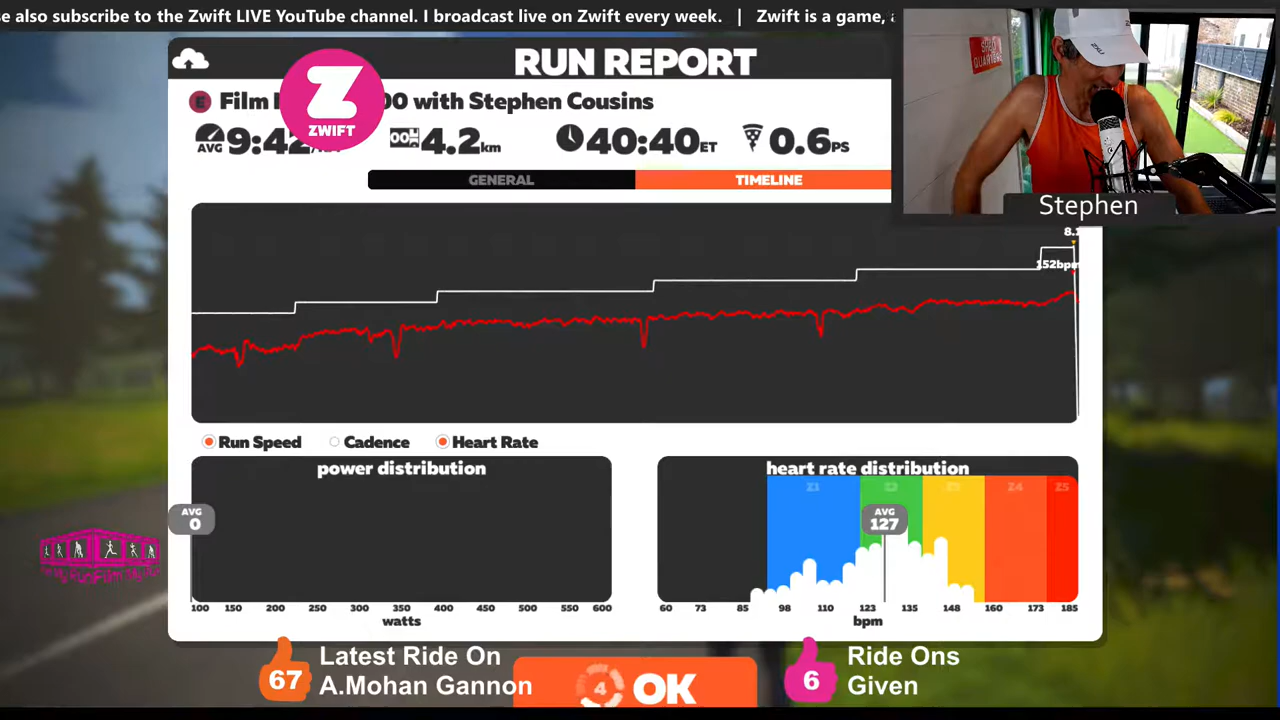 e also subscribe to the Zwift LIVE YouTube channel. I broadcast live on Zwift every week. | Zwift is a game,
RUN REPORT
E Film 00 with Stephen Cousins
ZWIFT
AVG 9:42 4.2km 40:40ET 0.6PS
GENERAL TIMELINE
Stephen
8.
152bpm
Run Speed Cadence Heart Rate
power distribution
AVG
0
100 150 200 250 300 350 400 450 500 550 600
watts
heart rate distribution
Z1 Z4 Z5
AVG
127
60 73 85 98 110 123 135 148 160 173 185
bpm
67 Latest Ride On
A.Mohan Gannon
4 OK
6 Ride Ons
Given